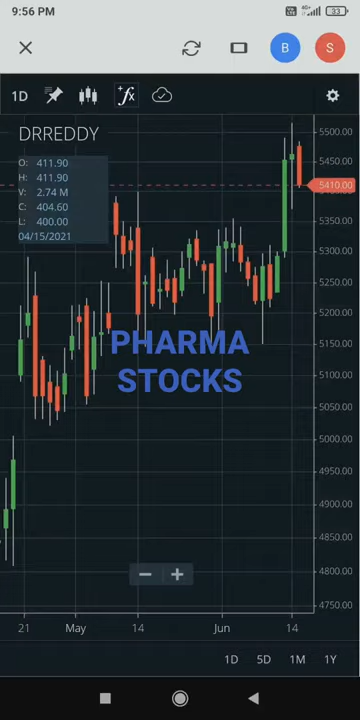 9:56 PM
4G+
33
B
S
1D
fx
DRREDDY
O: 411.90
H: 411.90
V: 2.74 M
C: 404.60
L: 400.00
04/15/2021
5500.00
5450.00
5410.00
5350.00
5300.00
5250.00
5200.00
5150.00
5100.00
5050.00
5000.00
4950.00
4900.00
4850.00
4800.00
4750.00
PHARMA
STOCKS
21 May 14 Jun 14
1D 5D 1M 1Y